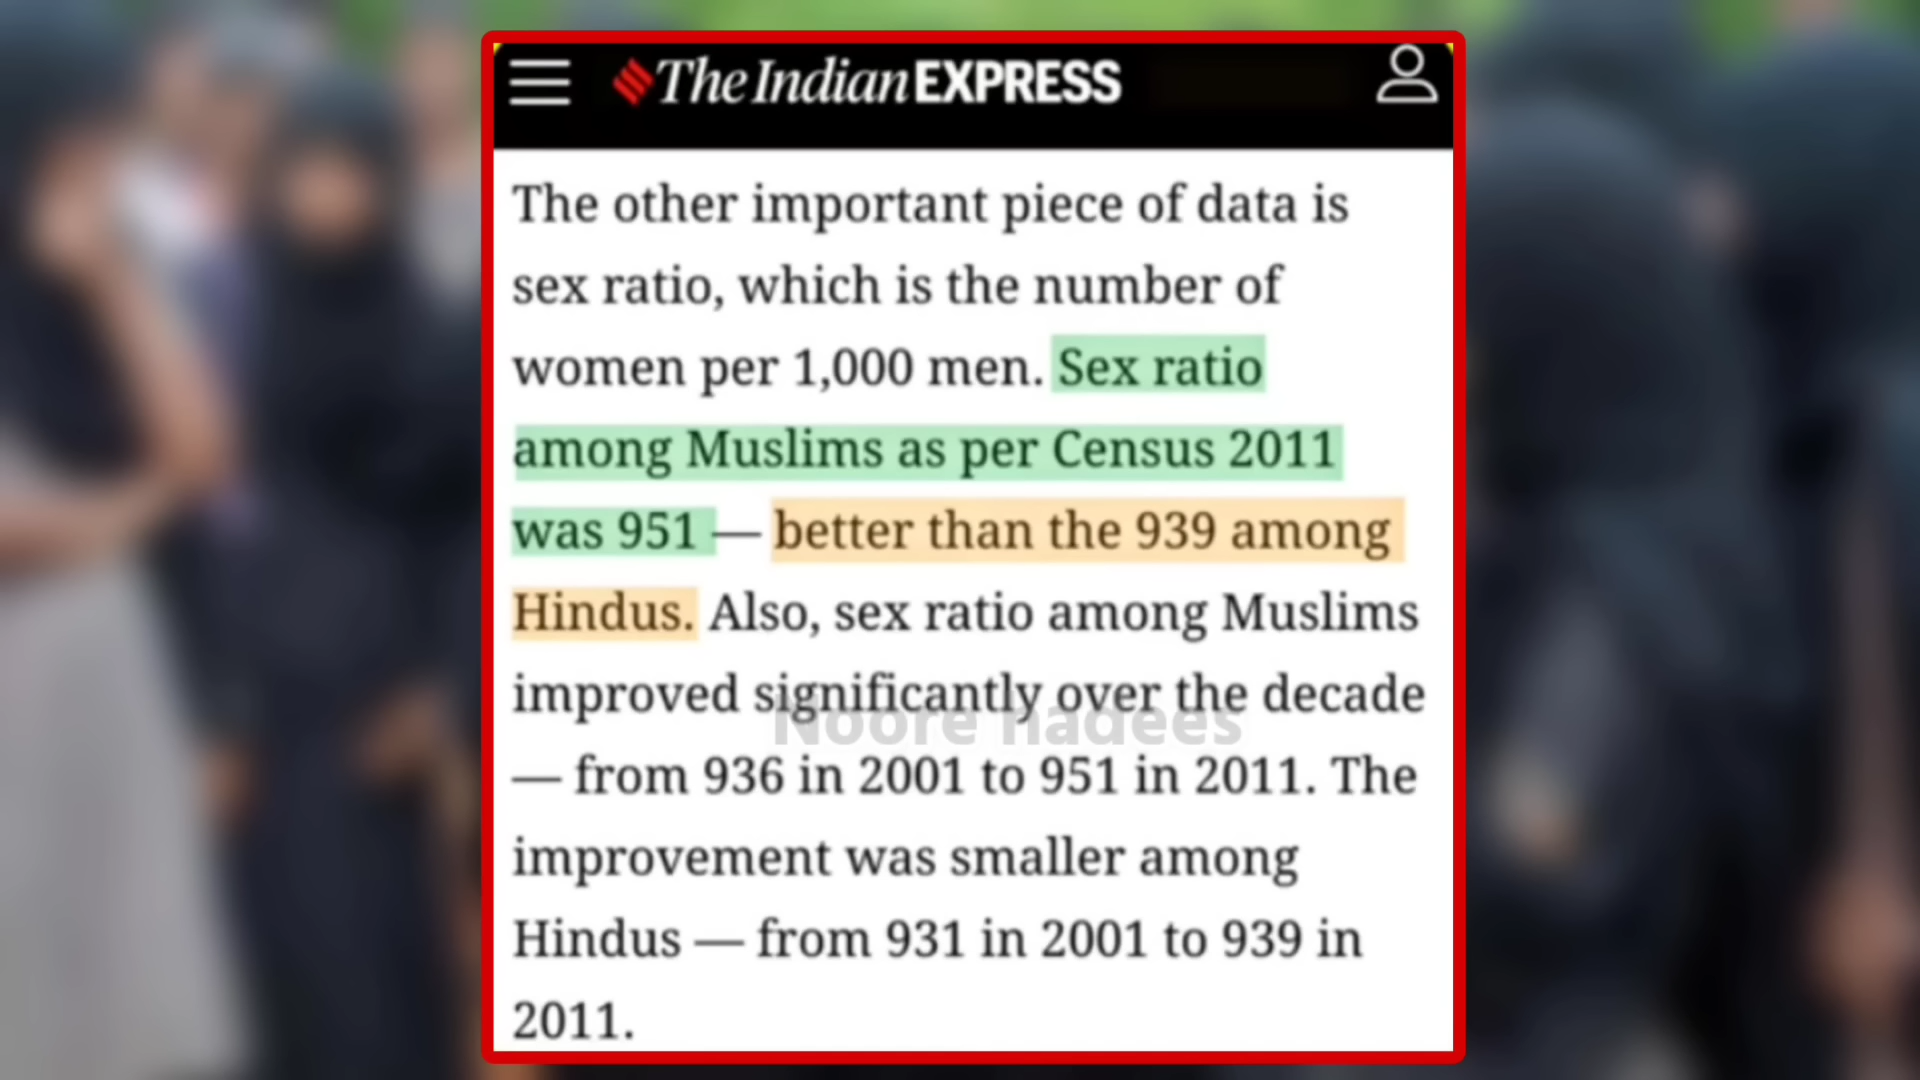 The Indian EXPRESS
The other important piece of data is
sex ratio, which is the number of
women per 1,000 men. Sex ratio
among Muslims as per Census 2011
was 951 — better than the 939 among
Hindus. Also, sex ratio among Muslims
improved significantly over the decade
Noore hadees
— from 936 in 2001 to 951 in 2011. The
improvement was smaller among
Hindus — from 931 in 2001 to 939 in
2011.